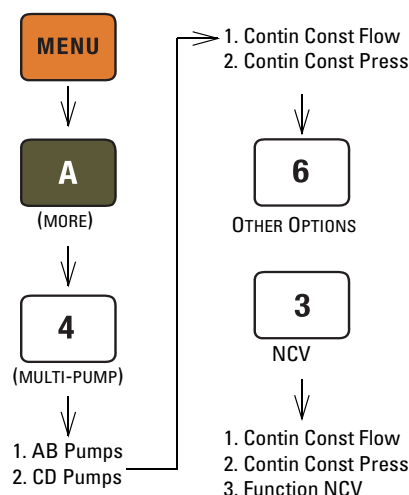 MENU
A
(MORE)
4
(MULTI-PUMP)
1. AB Pumps
2. CD Pumps
1. Contin Const Flow
2. Contin Const Press
6
OTHER OPTIONS
3
NCV
1. Contin Const Flow
2. Contin Const Press
3. Function NCV